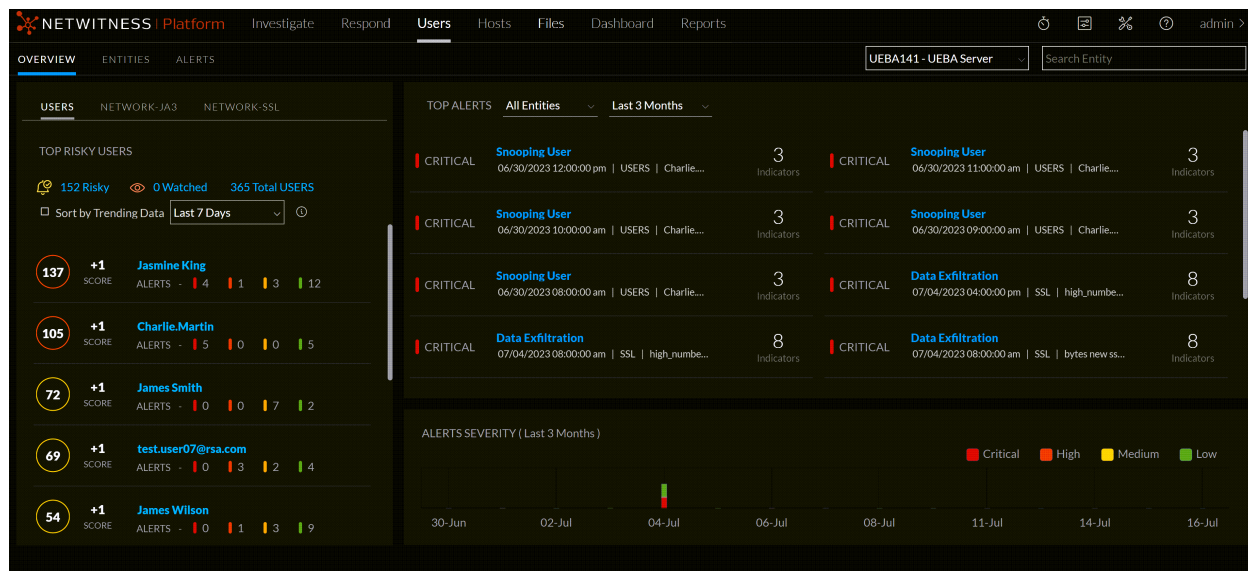 NETWITNESS | Platform Investigate Respond Users Hosts Files Dashboard Reports admin >
OVERVIEW ENTITIES ALERTS UEBA141 - UEBA Server Search Entity
USERS NETWORK-JA3 NETWORK-SSL
TOP RISKY USERS
152 Risky 0 Watched 365 Total USERS
Sort by Trending Data Last 7 Days
137 +1 SCORE Jasmine King
ALERTS - 4 1 3 12
105 +1 SCORE Charlie.Martin
ALERTS - 5 0 0 5
72 +1 SCORE James Smith
ALERTS - 0 0 7 2
69 +1 SCORE test.user07@rsa.com
ALERTS - 0 3 2 4
54 +1 SCORE James Wilson
ALERTS - 0 1 3 9
TOP ALERTS All Entities Last 3 Months
CRITICAL Snooping User 3 Indicators
06/30/2023 12:00:00 pm | USERS | Charlie....
CRITICAL Snooping User 3 Indicators
06/30/2023 11:00:00 am | USERS | Charlie....
CRITICAL Snooping User 3 Indicators
06/30/2023 10:00:00 am | USERS | Charlie....
CRITICAL Snooping User 3 Indicators
06/30/2023 09:00:00 am | USERS | Charlie....
CRITICAL Snooping User 3 Indicators
06/30/2023 08:00:00 am | USERS | Charlie....
CRITICAL Data Exfiltration 8 Indicators
07/04/2023 04:00:00 pm | SSL | high_numbe...
CRITICAL Data Exfiltration 8 Indicators
07/04/2023 08:00:00 am | SSL | high_numbe...
CRITICAL Data Exfiltration 8 Indicators
07/04/2023 08:00:00 am | SSL | bytes new ss...
ALERTS SEVERITY ( Last 3 Months )
Critical High Medium Low
30-Jun 02-Jul 04-Jul 06-Jul 08-Jul 11-Jul 14-Jul 16-Jul